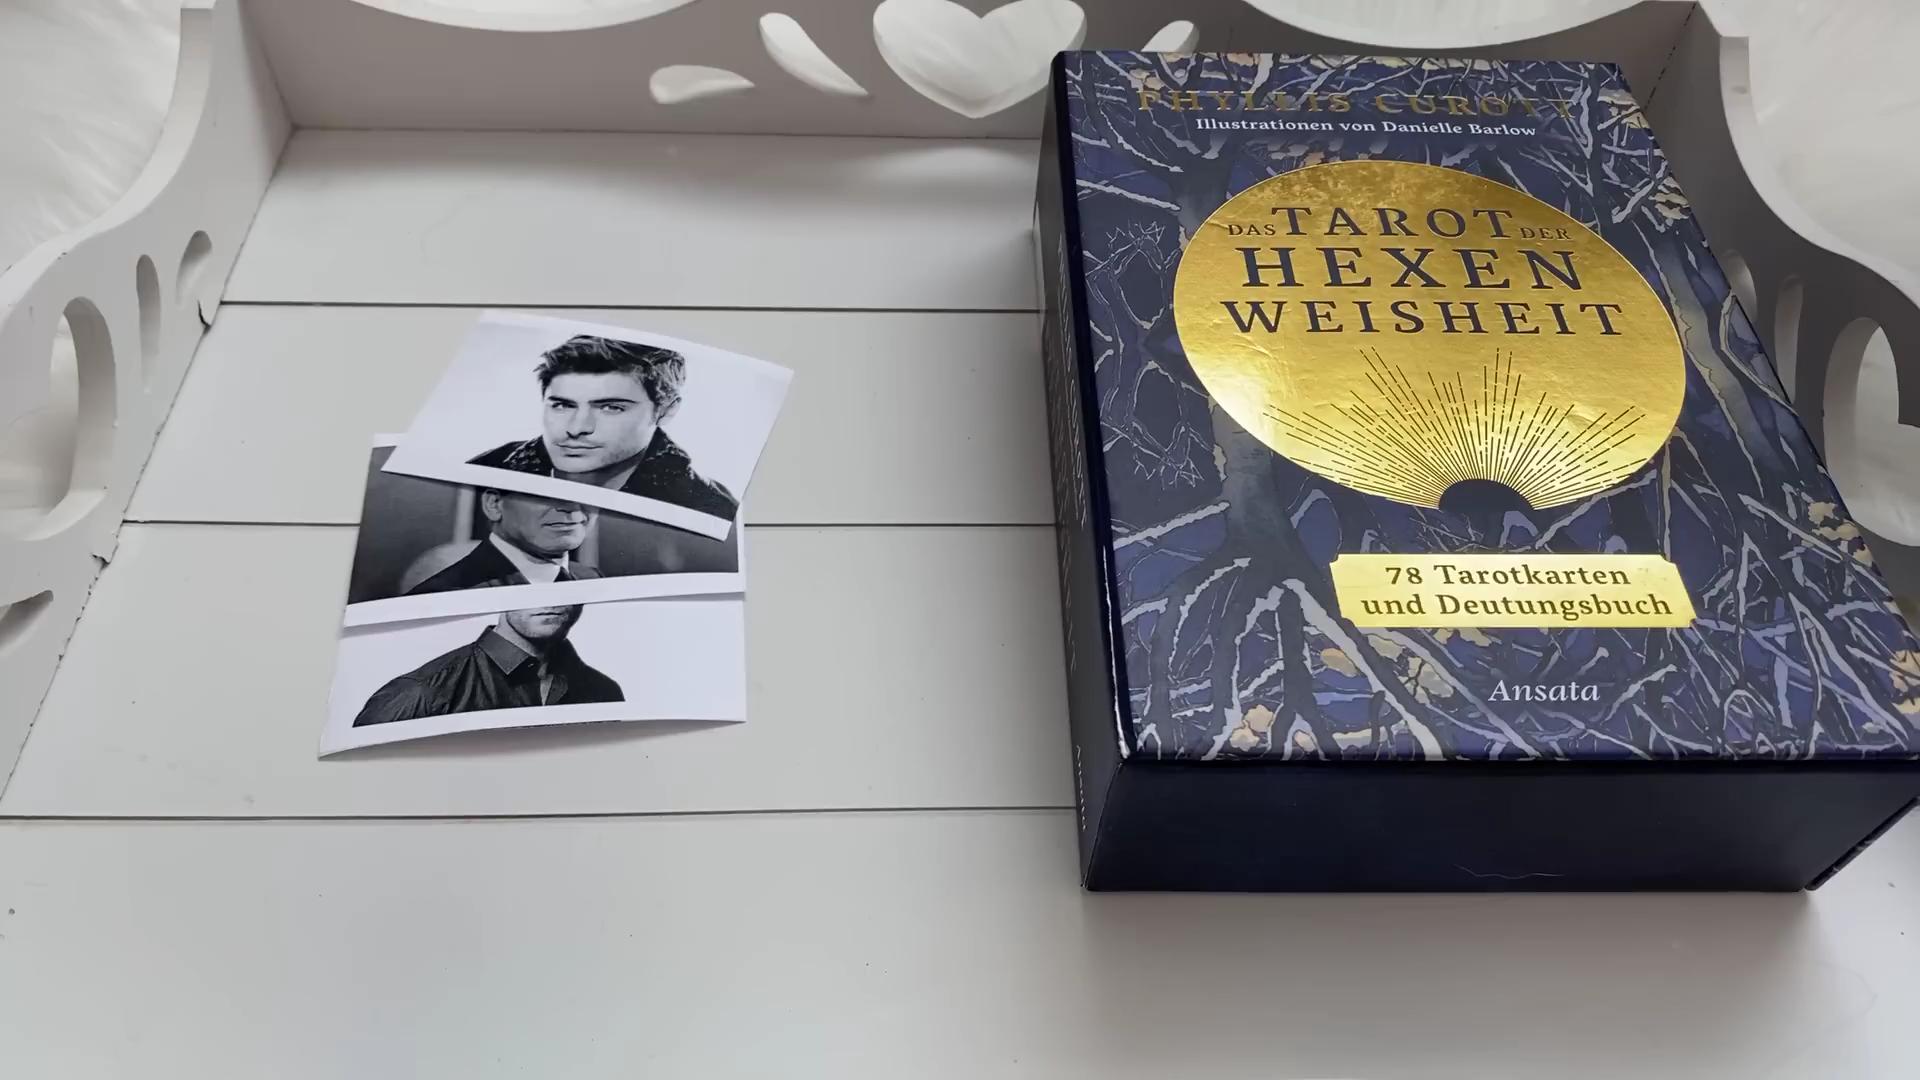 PHYLLIS CUROTT
Illustrationen von Danielle Barlow
DAS TAROT DER
HEXEN
WEISHEIT
78 Tarotkarten
und Deutungsbuch
Ansata